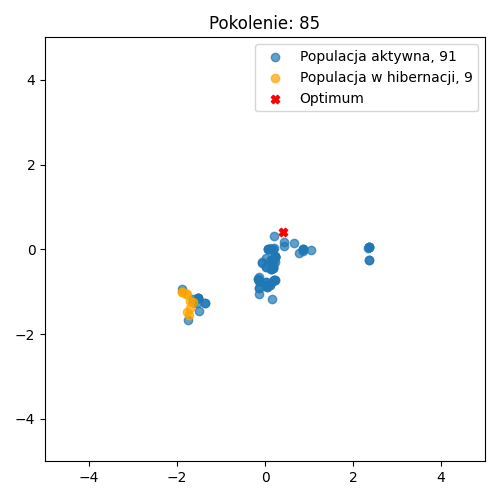 Pokolenie: 85
Populacja aktywna, 91
Populacja w hibernacji, 9
Optimum
4
2
0
−2
−4
−4
−2
0
2
4